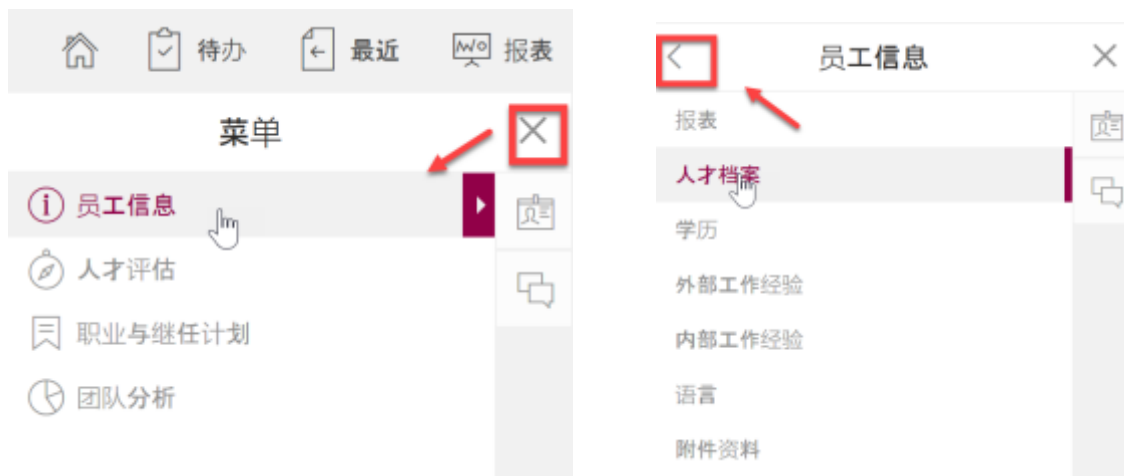 待办
最近
报表
菜单
员工信息
人才评估
职业与继任计划
团队分析
员工信息
报表
人才档案
学历
外部工作经验
内部工作经验
语言
附件资料